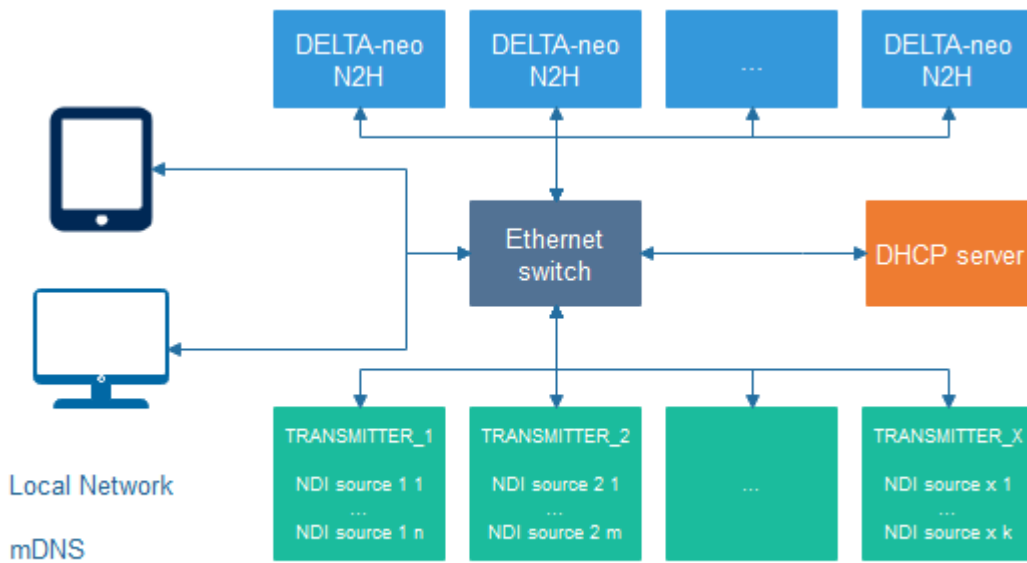 DELTA-neo
N2H
DELTA-neo
N2H
...
DELTA-neo
N2H
Ethernet
switch
DHCP server
TRANSMITTER_1
NDI source 1 1
...
NDI source 1 n
TRANSMITTER_2
NDI source 2 1
...
NDI source 2 m
...
TRANSMITTER_X
NDI source x 1
...
NDI source x k
Local Network
mDNS